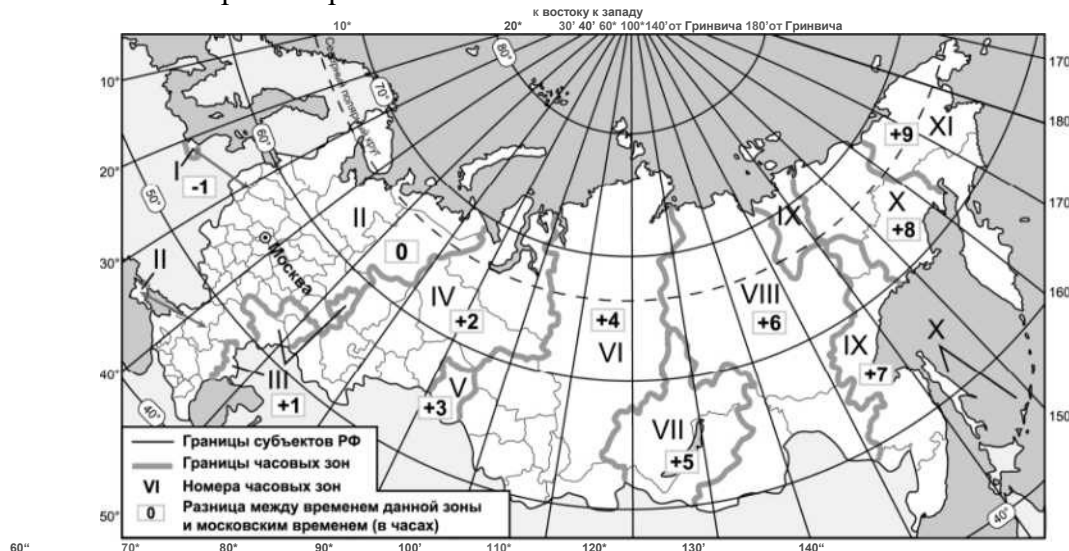 к востоку к западу
10° 20° 30' 40' 60° 100°140'от Гринвича 180'от Гринвича
10°
20°
30°
40°
50°
60“ 70° 80° 90° 100' 110° 120° 130' 140“
170°
180°
170°
160°
150°
80°
70°
60°
50°
40°
40°
Северный полярный круг
I
-1
II
II
0
Москва
III
+1
IV
+2
V
+3
+4
VI
VII
+5
VIII
+6
IX
IX
+7
X
+8
X
+9
XI
Границы субъектов РФ
Границы часовых зон
VI Номера часовых зон
0 Разница между временем данной зоны
и московским временем (в часах)